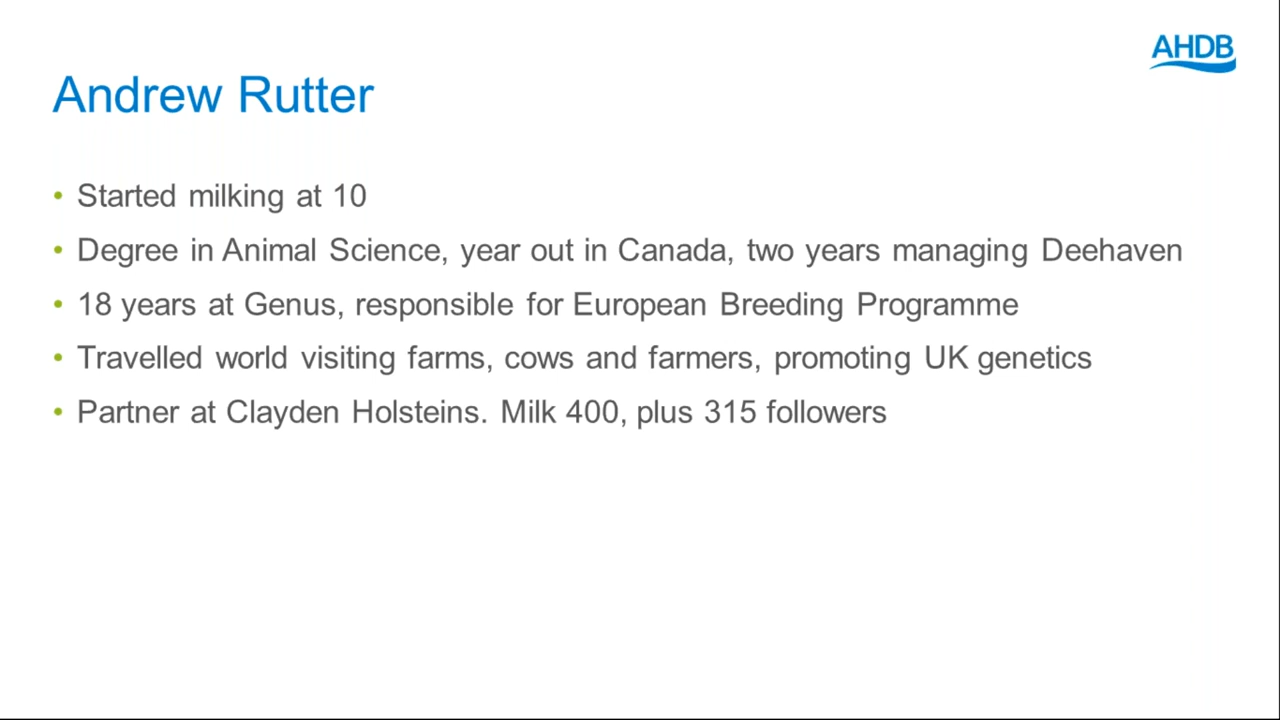 AHDB
Andrew Rutter
• Started milking at 10
• Degree in Animal Science, year out in Canada, two years managing Deehaven
• 18 years at Genus, responsible for European Breeding Programme
• Travelled world visiting farms, cows and farmers, promoting UK genetics
• Partner at Clayden Holsteins. Milk 400, plus 315 followers